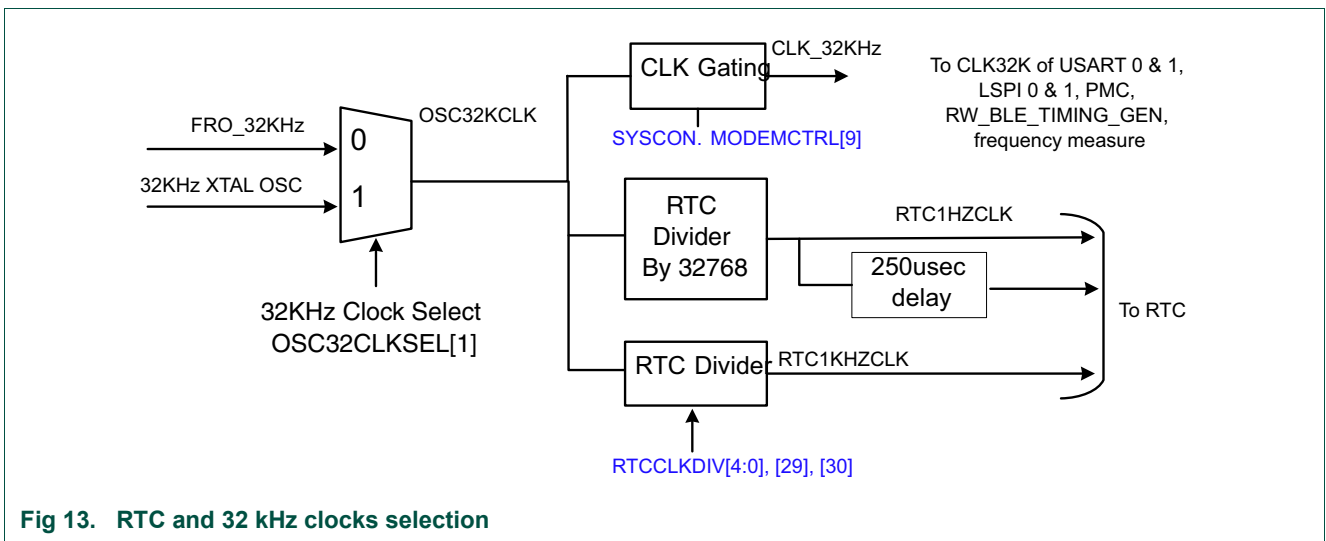 FRO_32KHz
32KHz XTAL OSC
0
1
32KHz Clock Select
OSC32CLKSEL[1]
OSC32KCLK
CLK Gating
CLK_32KHz
SYSCON. MODEMCTRL[9]
To CLK32K of USART 0 & 1,
LSPI 0 & 1, PMC,
RW_BLE_TIMING_GEN,
frequency measure
RTC
Divider
By 32768
RTC1HZCLK
250usec
delay
To RTC
RTC Divider
RTC1KHZCLK
RTCCLKDIV[4:0], [29], [30]
Fig 13. RTC and 32 kHz clocks selection